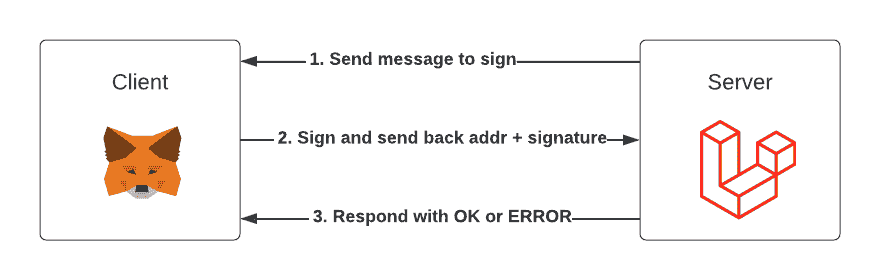 1. Send message to sign
Client
Server
2. Sign and send back addr + signature
3. Respond with OK or ERROR